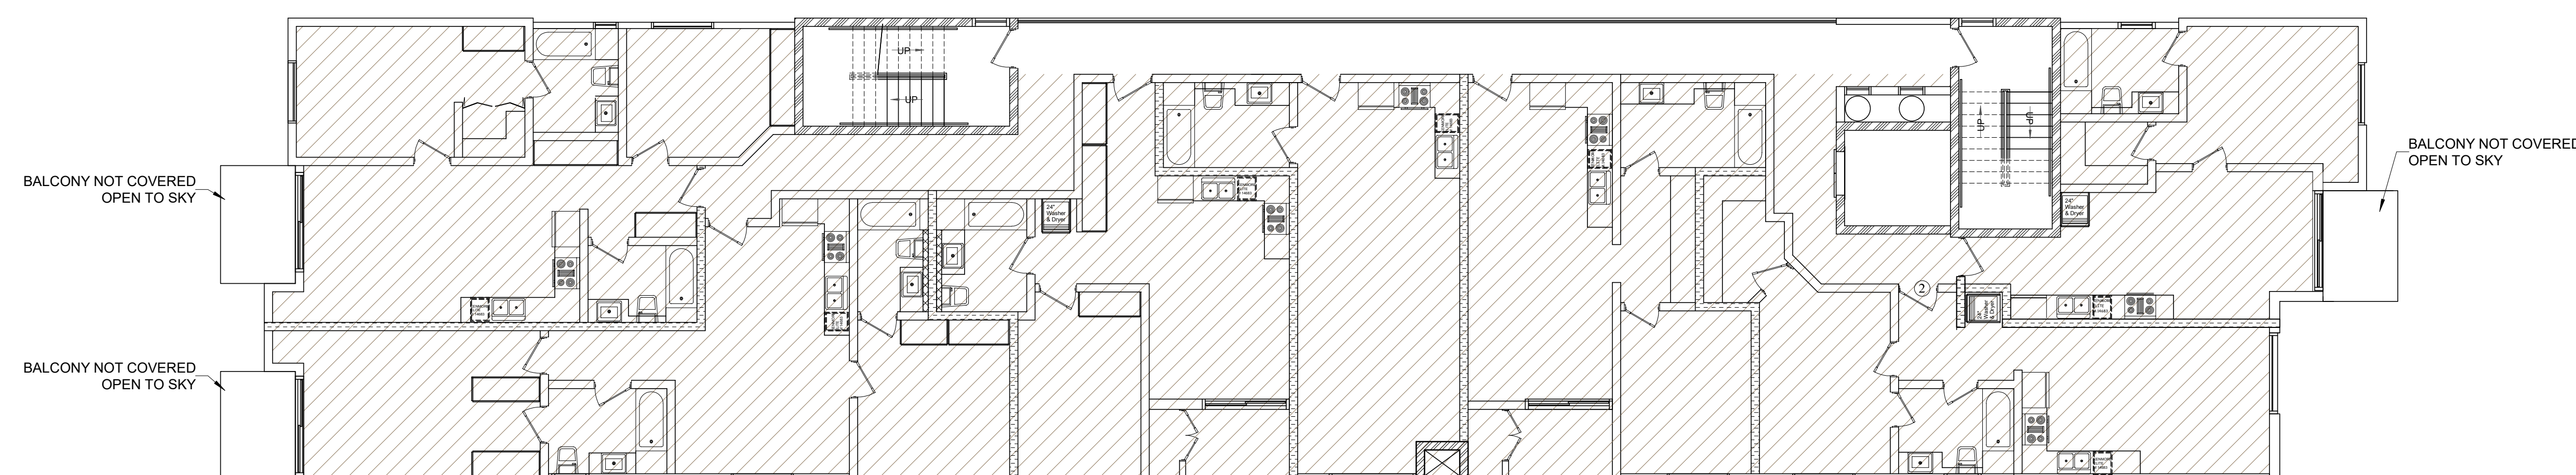 UP
UP
UP
UP
BALCONY NOT COVERED
OPEN TO SKY
BALCONY NOT COVERED
OPEN TO SKY
24"
Washer
& Dryer
24"
Washer
& Dryer
2
24"
Washer
& Dryer
BALCONY NOT COVERED
OPEN TO SKY